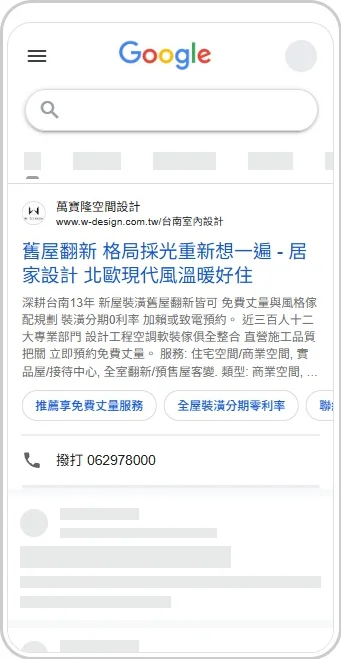 Google
萬寶隆空間設計
www.w-design.com.tw/台南室內設計
舊屋翻新 格局採光重新想一遍 - 居
家設計 北歐現代風溫暖好住
深耕台南13年 新屋裝潢舊屋翻新皆可 免費丈量與風格傢
配規劃 裝潢分期0利率 加賴或致電預約。 近三百人十二
大專業部門 設計工程空調軟裝傢俱全整合 直營施工品質
把關 立即預約免費丈量。 服務: 住宅空間/商業空間, 實
品屋/接待中心, 全室翻新/預售屋客變. 類型: 商業空間, ...
推薦享免費丈量服務 全屋裝潢分期零利率
撥打 062978000